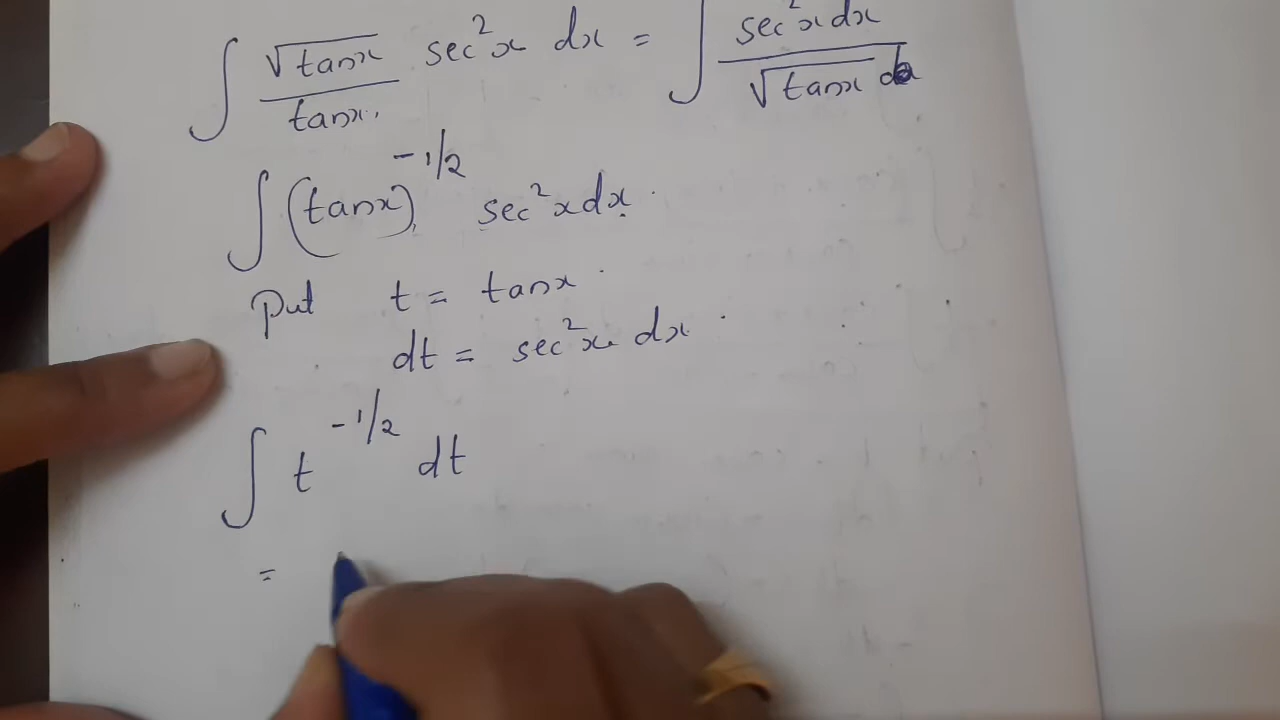 ∫ √tanx / tanx. sec²x dx = ∫ sec²x dx / √tanx
∫ (tanx)^-1/2 sec²x dx.
Put t = tanx.
dt = sec²x dx.
∫ t^-1/2 dt
=